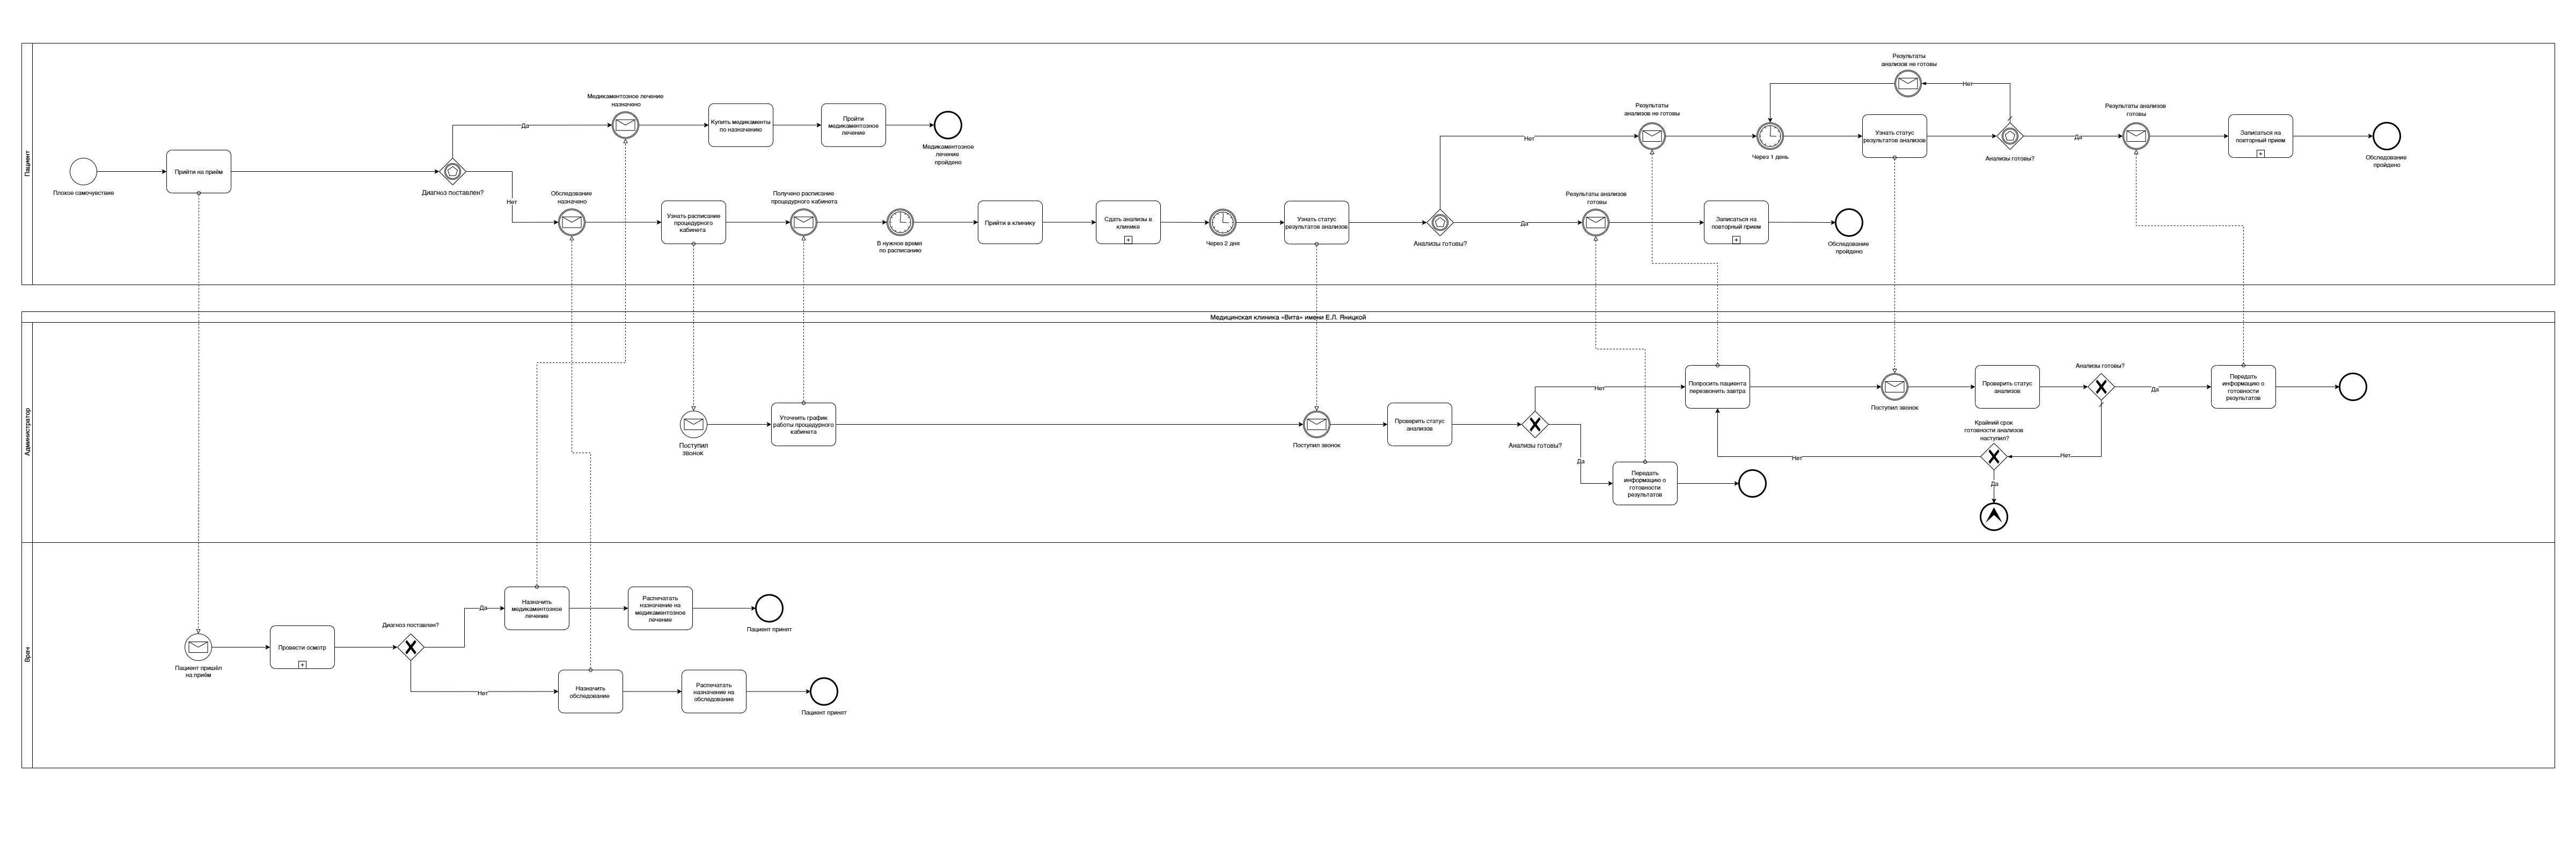 Пациент
Плохое самочувствие
Прийти на приём
Диагноз поставлен?
Да
Нет
Медикаментозное лечение
назначено
Купить медикаменты
по назначению
Пройти
медикаментозное
лечение
Медикаментозное
лечение
пройдено
Обследование
назначено
Узнать расписание
процедурного
кабинета
Получено расписание
процедурного кабинета
В нужное время
по расписанию
Прийти в клинику
Сдать анализы в
клинике
Через 2 дня
Узнать статус
результатов анализов
Анализы готовы?
Нет
Да
Результаты
анализов не готовы
Через 1 день
Узнать статус
результатов анализов
Результаты
анализов не готовы
Нет
Анализы готовы?
Да
Результаты анализов
готовы
Записаться на
повторный прием
Обследование
пройдено
Результаты анализов
готовы
Записаться на
повторный прием
Обследование
пройдено
Медицинская клиника «Вита» имени Е.Л. Яницкой
Администратор
Поступил
звонок
Уточнить график
работы процедурного
кабинета
Поступил звонок
Проверить статус
анализов
Анализы готовы?
Нет
Да
Попросить пациента
перезвонить завтра
Передать
информацию о
готовности
результатов
Поступил звонок
Проверить статус
анализов
Анализы готовы?
Да
Нет
Передать
информацию о
готовности
результатов
Крайний срок
готовности анализов
наступил?
Нет
Да
Врач
Пациент пришёл
на приём
Провести осмотр
Диагноз поставлен?
Да
Нет
Назначить
медикаментозное
лечение
Распечатать
назначение на
медикаментозное
лечение
Пациент принят
Назначить
обследование
Распечатать
назначение на
обследование
Пациент принят